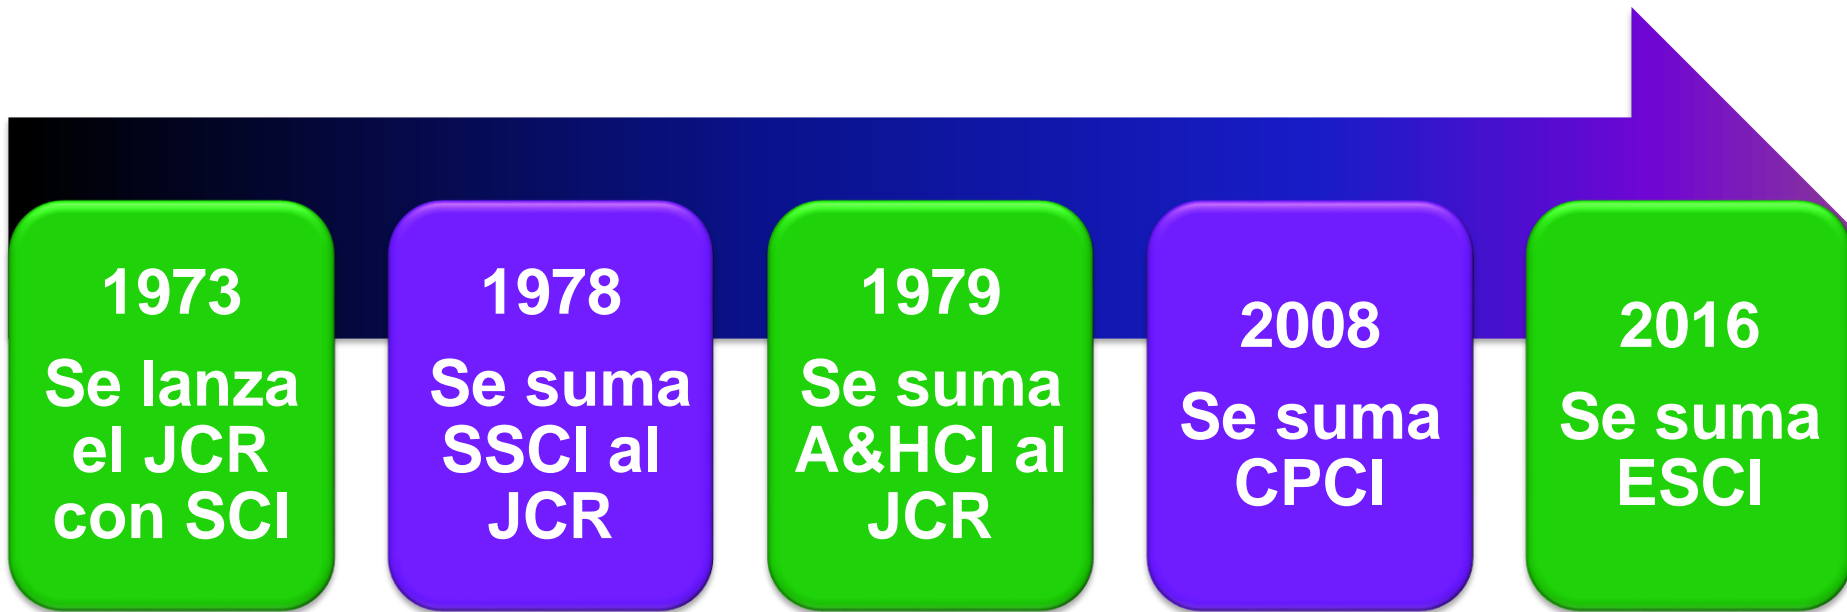 1973
Se lanza
el JCR
con SCI
1978
Se suma
SSCI al
JCR
1979
Se suma
A&HCI al
JCR
2008
Se suma
CPCI
2016
Se suma
ESCI